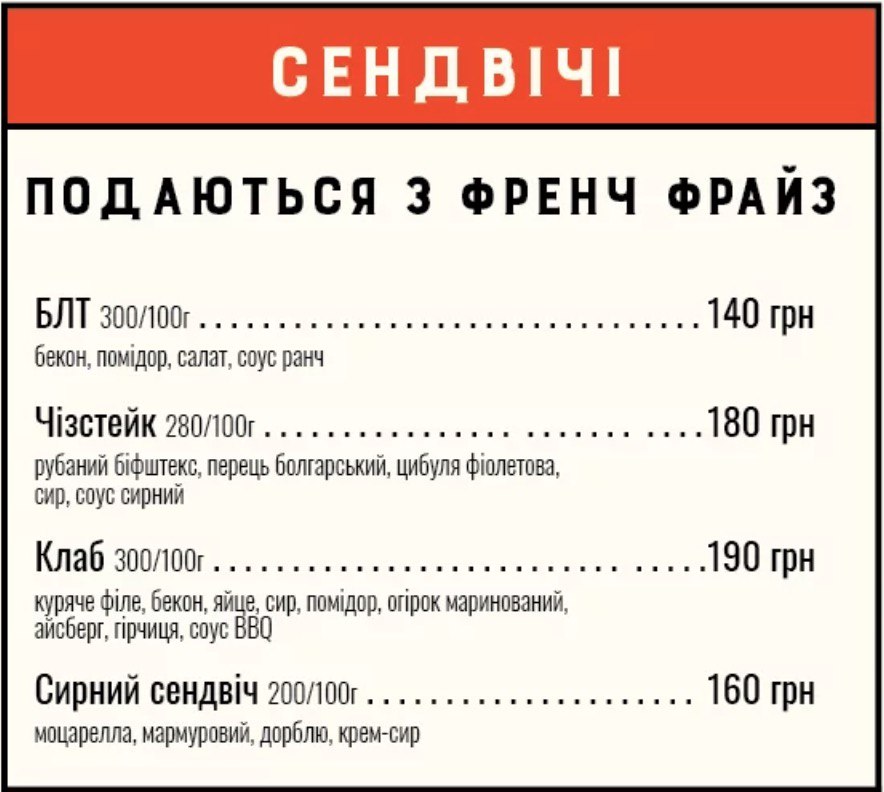 СЕНДВІЧІ
ПОДАЮТЬСЯ З ФРЕНЧ ФРАЙЗ
БЛТ 300/100г ................................ 140 грн
бекон, помідор, салат, соус ранч
Чізстейк 280/100г ............................ 180 грн
рубаний біфштекс, перець болгарський, цибуля фіолетова,
сир, соус сирний
Клаб 300/100г ................................ 190 грн
куряче філе, бекон, яйце, сир, помідор, огірок маринований,
айсберг, гірчиця, соус BBQ
Сирний сендвіч 200/100г ..................... 160 грн
моцарелла, мармуровий, дорблю, крем-сир